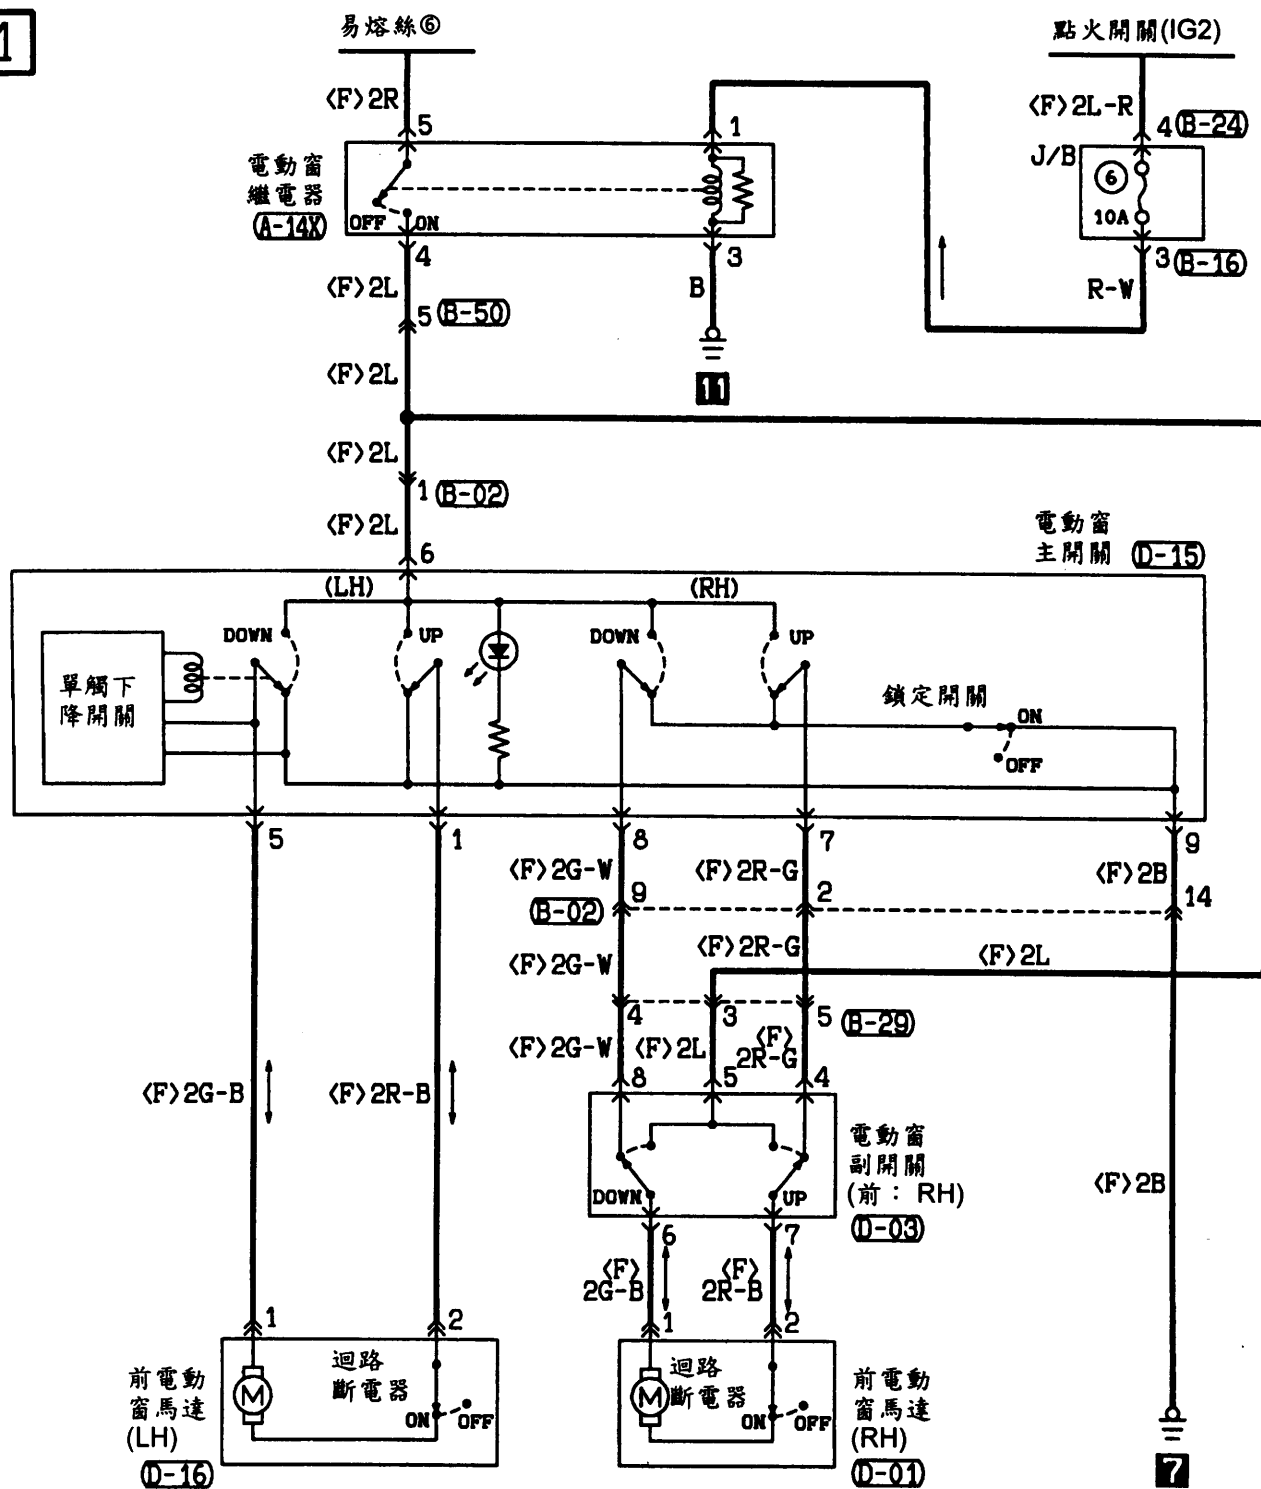 1
易熔絲⑥
點火開關(IG2)
<F>2R
<F>2L-R
5
1
4
B-24
電動窗
繼電器
A-14X
OFF
ON
J/B
6
10A
4
3
3
B-16
<F>2L
B
R-W
5
B-50
<F>2L
11
<F>2L
1
B-02
<F>2L
6
電動窗
主開關
D-15
(LH)
(RH)
DOWN
UP
DOWN
UP
單觸下
降開關
鎖定開關
ON
OFF
5
1
8
7
9
<F>2G-W
<F>2R-G
<F>2B
B-02
9
2
14
<F>2G-W
<F>2R-G
<F>2L
4
3
5
B-29
<F>2G-W
<F>2L
<F>
2R-G
8
5
4
<F>2G-B
<F>2R-B
電動窗
副開關
(前：RH)
D-03
DOWN
UP
<F>2B
6
7
<F>
2G-B
<F>
2R-B
1
2
1
2
前電動
窗馬達
(LH)
D-16
M
迴路
斷電器
ON
OFF
M
迴路
斷電器
ON
OFF
前電動
窗馬達
(RH)
D-01
7